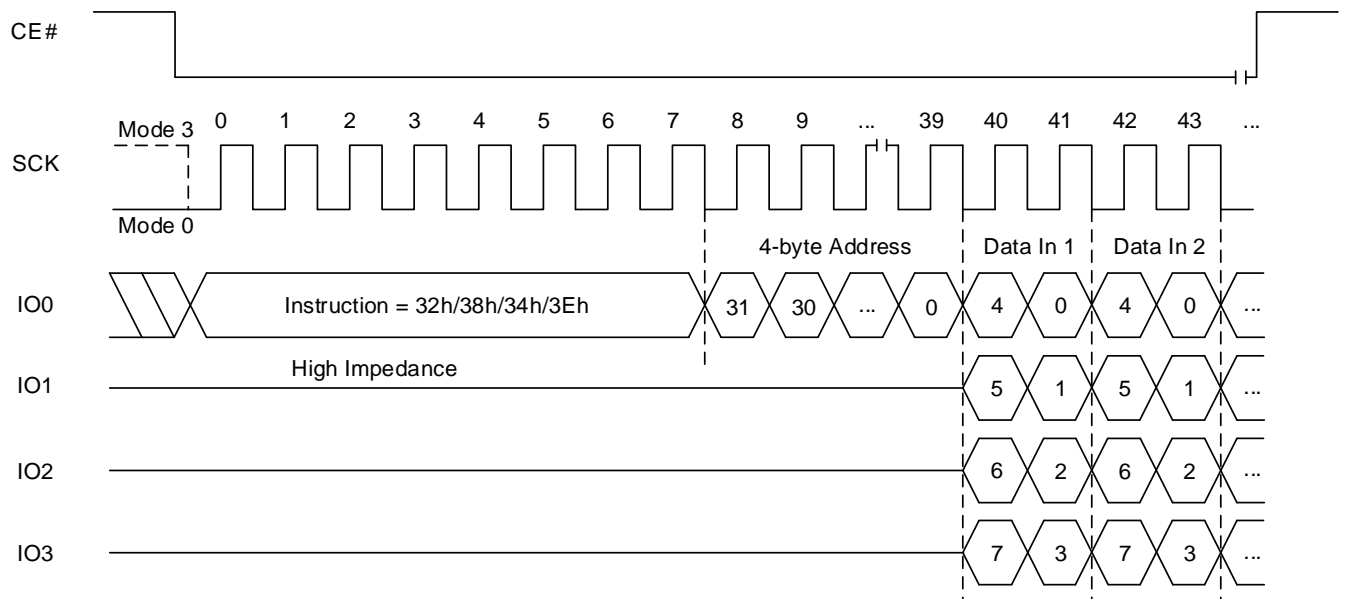 CE#
Mode 3 0 1 2 3 4 5 6 7 8 9 ... 39 40 41 42 43 ...
SCK
Mode 0
4-byte Address Data In 1 Data In 2
IO0 Instruction = 32h/38h/34h/3Eh 31 30 ... 0 4 0 4 0 ...
High Impedance
IO1 5 1 5 1 ...
IO2 6 2 6 2 ...
IO3 7 3 7 3 ...